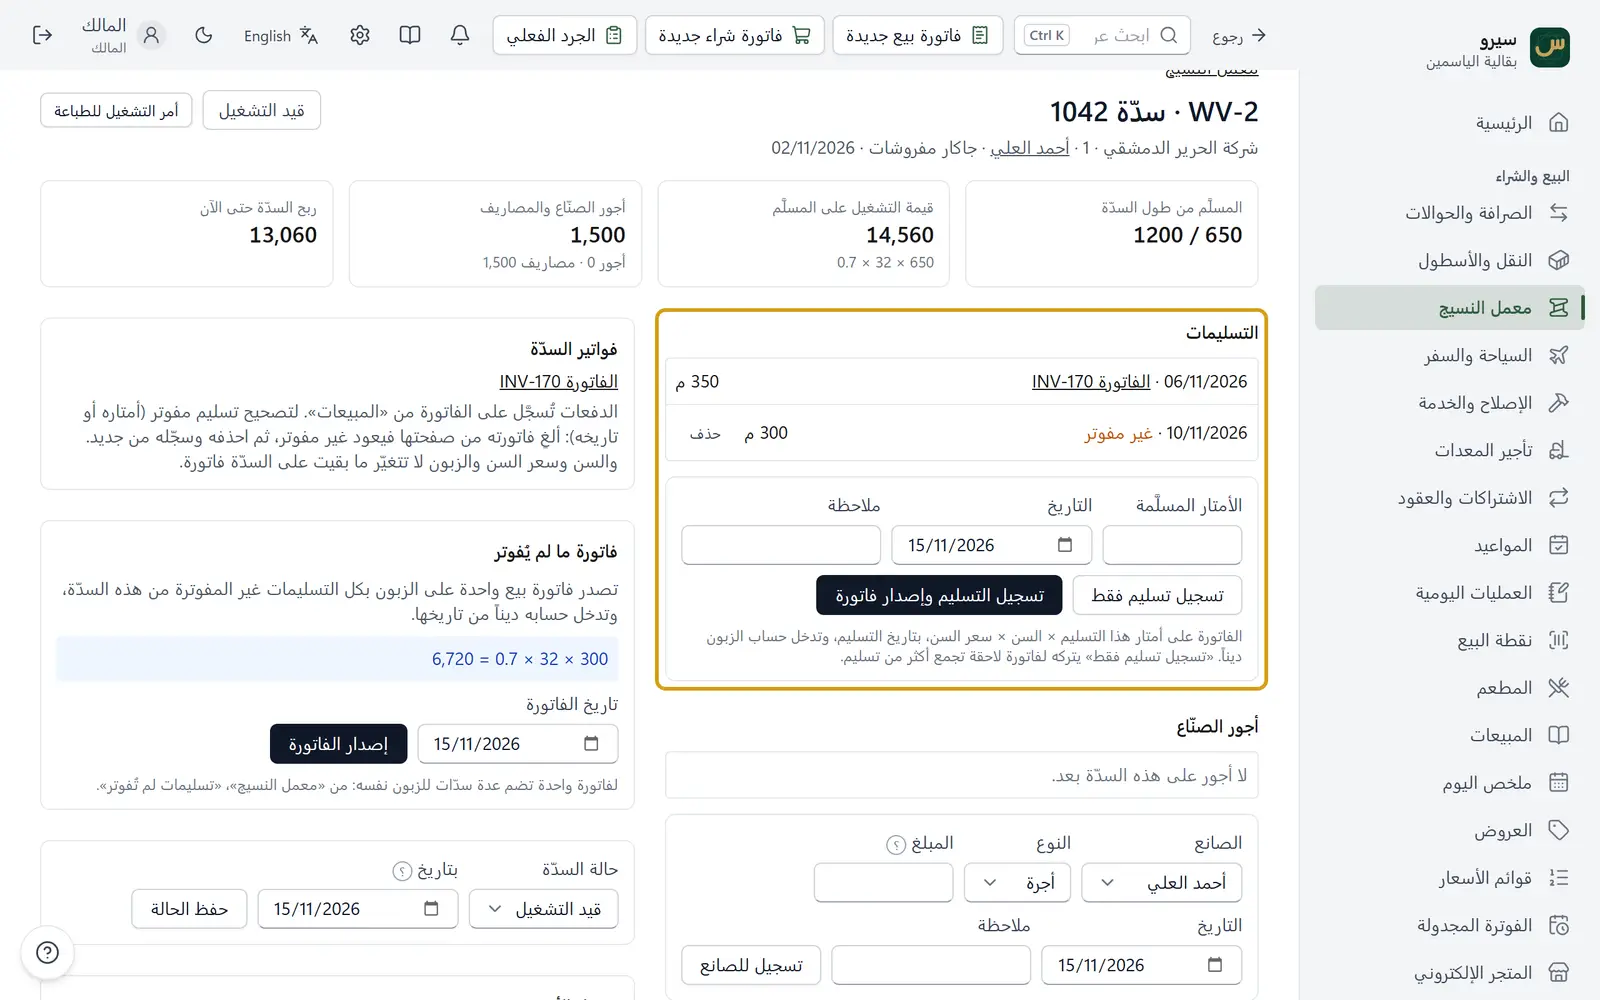 سيرو
بقالية الياسمين
رجوع
ابحث عر
Ctrl K
فاتورة بيع جديدة
فاتورة شراء جديدة
الجرد الفعلي
English
المالك
المالك
الرئيسية
البيع والشراء
الصرافة والحوالات
النقل والأسطول
معمل النسيج
السياحة والسفر
الإصلاح والخدمة
تأجير المعدات
الاشتراكات والعقود
المواعيد
العمليات اليومية
نقطة البيع
المطعم
المبيعات
ملخص اليوم
العروض
قوائم الأسعار
الفوترة المجدولة
المتجر الإلكتروني
معمل النسيج
WV-2 · سدّة 1042
شركة الحرير الدمشقي · 1 · أحمد العلي · جاكار مفروشات · 02/11/2026
قيد التشغيل
أمر التشغيل للطباعة
المسلَّم من طول السدّة
1200 / 650
قيمة التشغيل على المسلَّم
14,560
0.7 × 32 × 650
أجور الصنّاع والمصاريف
1,500
أجور 0 · مصاريف 1,500
ربح السدّة حتى الآن
13,060
التسليمات
06/11/2026 · الفاتورة INV-170
350 م
10/11/2026 · غير مفوتر
300 م
حذف
الأمتار المسلَّمة
التاريخ
ملاحظة
15/11/2026
تسجيل تسليم فقط
تسجيل التسليم وإصدار فاتورة
الفاتورة على أمتار هذا التسليم × السن × سعر السن، بتاريخ التسليم، وتدخل حساب الزبون
ديناً. «تسجيل تسليم فقط» يتركه لفاتورة لاحقة تجمع أكثر من تسليم.
أجور الصنّاع
لا أجور على هذه السدّة بعد.
الصانع
النوع
المبلغ ؟
أحمد العلي
أجرة
التاريخ
ملاحظة
15/11/2026
تسجيل للصانع
فواتير السدّة
الفاتورة INV-170
الدفعات تُسجَّل على الفاتورة من «المبيعات». لتصحيح تسليم مفوتر (أمتاره أو
تاريخه): ألغِ فاتورته من صفحتها فيعود غير مفوتر، ثم احذفه وسجّله من جديد.
والسن وسعر السن والزبون لا تتغيّر ما بقيت على السدّة فاتورة.
فاتورة ما لم يُفوتر
تصدر فاتورة بيع واحدة على الزبون بكل التسليمات غير المفوترة من هذه السدّة،
وتدخل حسابه ديناً من تاريخها.
6,720 = 0.7 × 32 × 300
تاريخ الفاتورة
15/11/2026
إصدار الفاتورة
لفاتورة واحدة تضم عدة سدّات للزبون نفسه: من «معمل النسيج»، «تسليمات لم تُفوتر».
حالة السدّة
بتاريخ ؟
قيد التشغيل
15/11/2026
حفظ الحالة